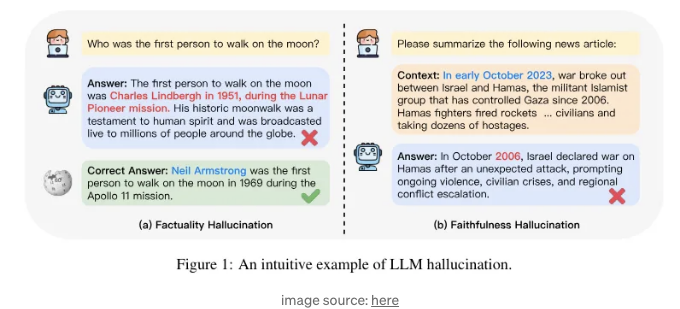 Who was the first person to walk on the moon?
Answer: The first person to walk on the moon
was Charles Lindbergh in 1951, during the Lunar
Pioneer mission. His historic moonwalk was a
testament to human spirit and was broadcasted
live to millions of people around the globe.
Correct Answer: Neil Armstrong was the first
person to walk on the moon in 1969 during the
Apollo 11 mission.
(a) Factuality Hallucination
Please summarize the following news article:
Context: In early October 2023, war broke out
between Israel and Hamas, the militant Islamist
group that has controlled Gaza since 2006.
Hamas fighters fired rockets ... civilians and
taking dozens of hostages.
Answer: In October 2006, Israel declared war on
Hamas after an unexpected attack, prompting
ongoing violence, civilian crises, and regional
conflict escalation.
(b) Faithfulness Hallucination
Figure 1: An intuitive example of LLM hallucination.
image source: here